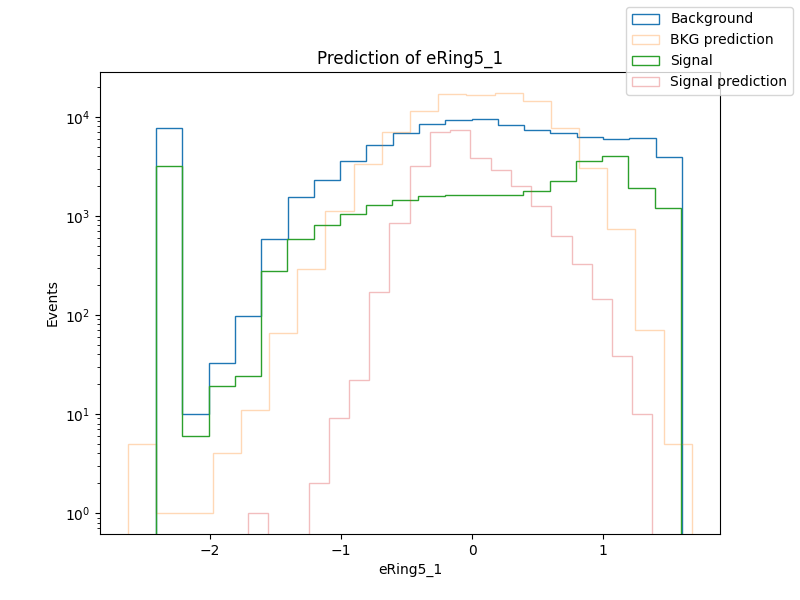 Prediction of eRing5_1
Background
BKG prediction
Signal
Signal prediction
Events
10⁴
10³
10²
10¹
10⁰
−2
−1
0
1
eRing5_1